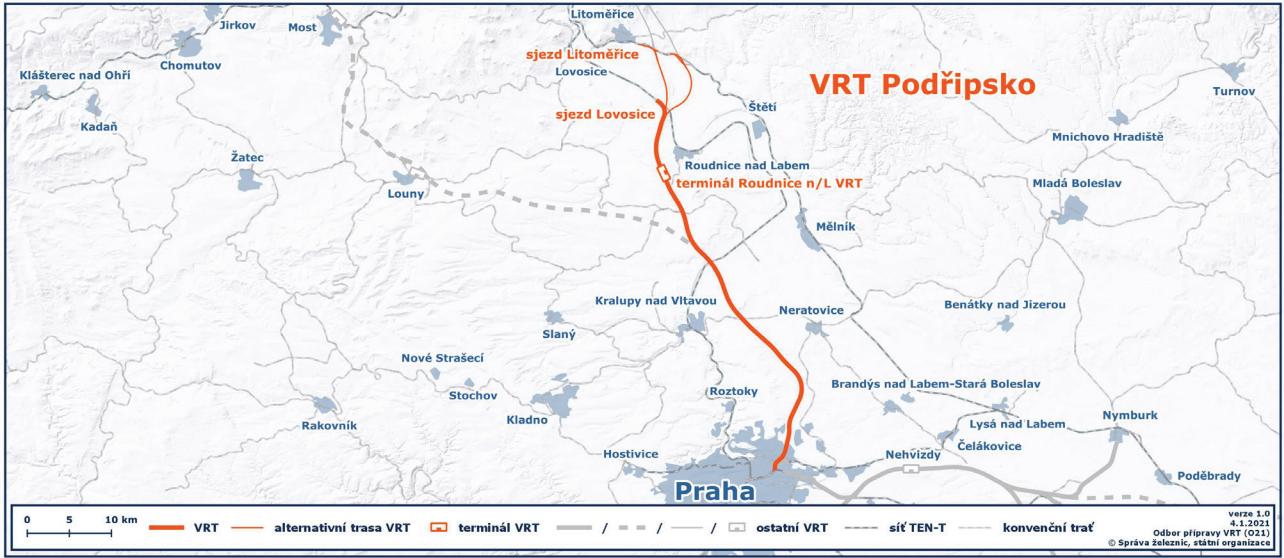 Litoměřice
Jirkov
Most
Chomutov
sjezd Litoměřice
Klášterec nad Ohří
Lovosice
VRT Podřipsko
Turnov
Kadaň
sjezd Lovosice
Štětí
Mnichovo Hradiště
Žatec
Roudnice nad Labem
Louny
terminál Roudnice n/L VRT
Mladá Boleslav
Mělník
Kralupy nad Vltavou
Neratovice
Benátky nad Jizerou
Slaný
Nové Strašecí
Stochov
Roztoky
Brandýs nad Labem-Stará Boleslav
Rakovník
Kladno
Lysá nad Labem
Nymburk
Čelákovice
Hostivice
Nehvizdy
Poděbrady
Praha
0 5 10 km
VRT
alternativní trasa VRT
terminál VRT
/ / / ostatní VRT
síť TEN-T
konvenční trať
verze 1.0
4.1.2021
Odbor přípravy VRT (O21)
© Správa železnic, státní organizace